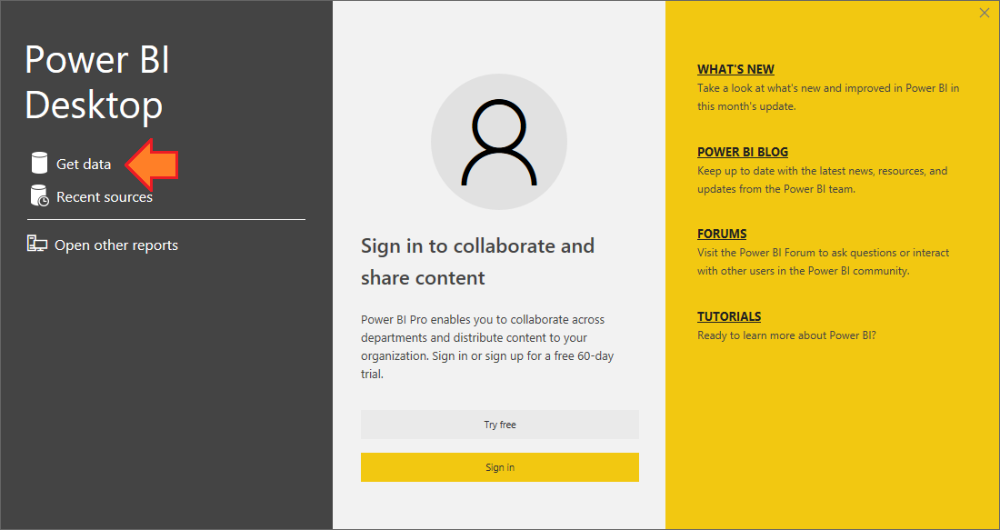 Power BI
Desktop
Get data
Recent sources
Open other reports
Sign in to collaborate and
share content
Power BI Pro enables you to collaborate across
departments and distribute content to your
organization. Sign in or sign up for a free 60-day
trial.
Try free
Sign in
WHAT'S NEW
Take a look at what's new and improved in Power BI in
this month's update.
POWER BI BLOG
Keep up to date with the latest news, resources, and
updates from the Power BI team.
FORUMS
Visit the Power BI Forum to ask questions or interact
with other users in the Power BI community.
TUTORIALS
Ready to learn more about Power BI?